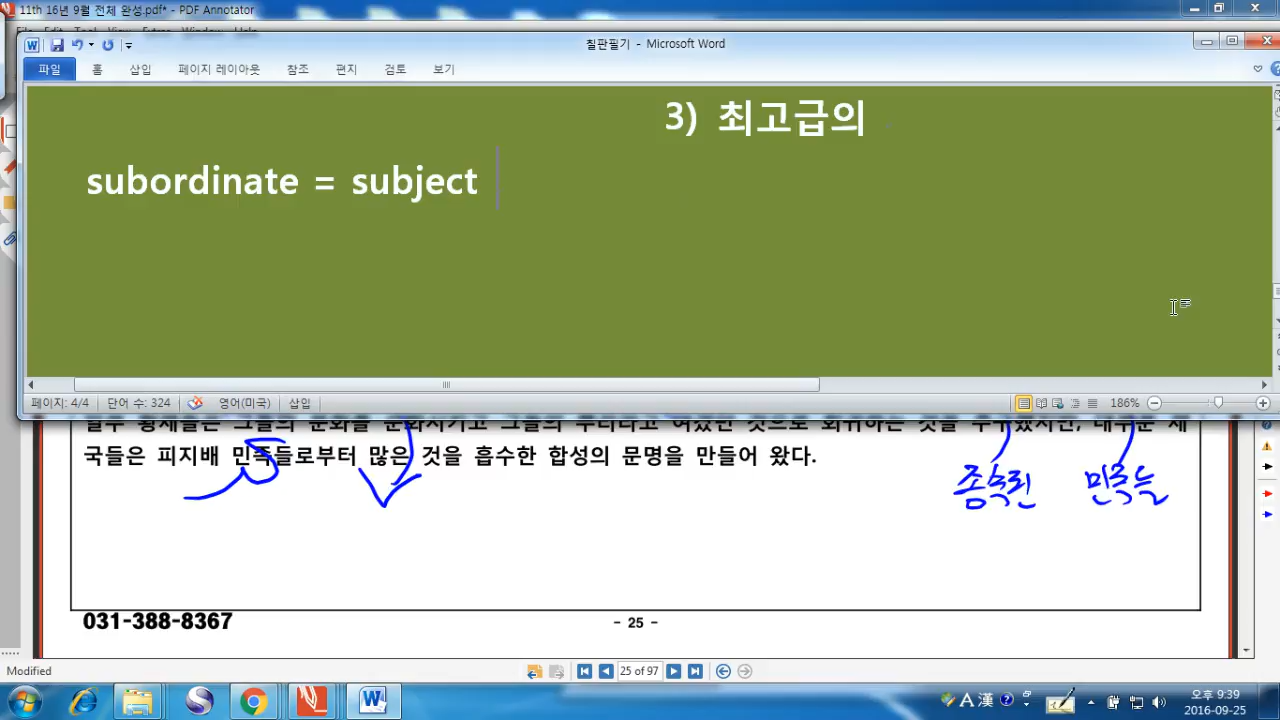 11th 16년 9월 전체 완성.pdf* - PDF Annotator
칠판필기 - Microsoft Word
파일 홈 삽입 페이지 레이아웃 참조 편지 검토 보기
3) 최고급의
subordinate = subject
페이지: 4/4 단어 수: 324 영어(미국) 삽입 186%
국들은 피지배 민족들로부터 많은 것을 흡수한 합성의 문명을 만들어 왔다.
종속된 민족들
031-388-8367 - 25 -
Modified 25 of 97
A 漢 오후 9:39
2016-09-25